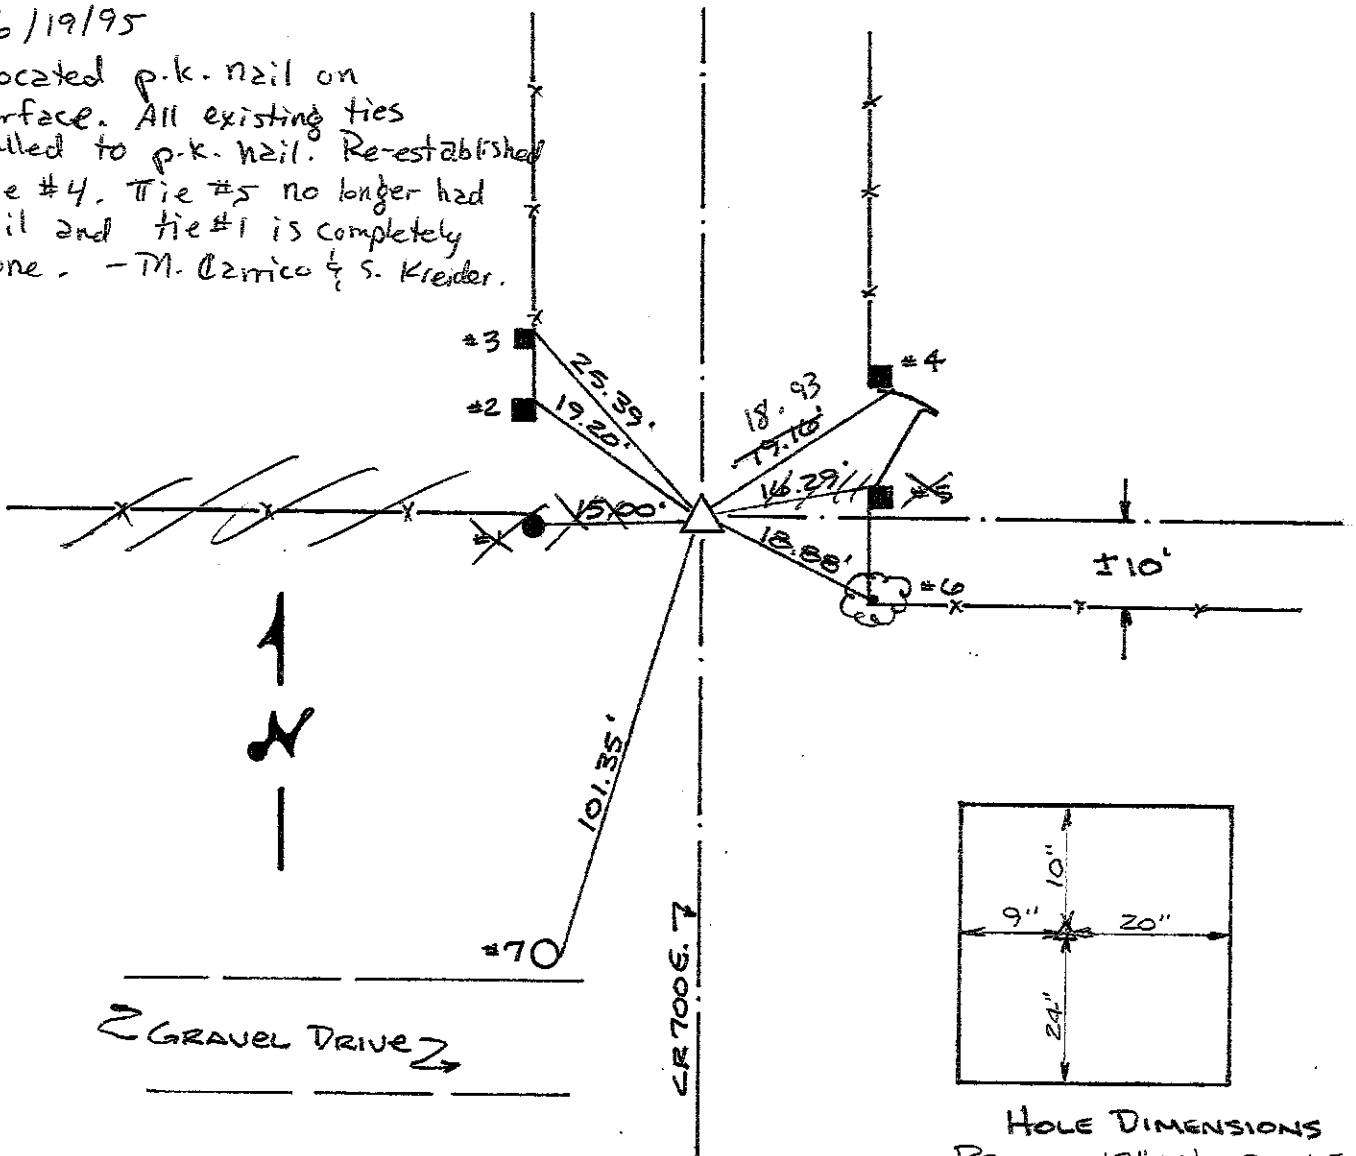 6/19/95
ocated p.k. nail on
rface. All existing ties
lled to p.k. nail. Re-established
e #4. Tie #5 no longer had
il and tie #1 is completely
one. - M. Carrico & S. Kreider.
#3
25.39'
#2
19.20'
18.93
19.16'
#4
16.29'
#5
#1
15.00'
18.88'
#6
±10'
N
101.35'
#7
GRAVEL DRIVE
CR 700 E.
10"
9"
20"
24"
HOLE DIMENSIONS